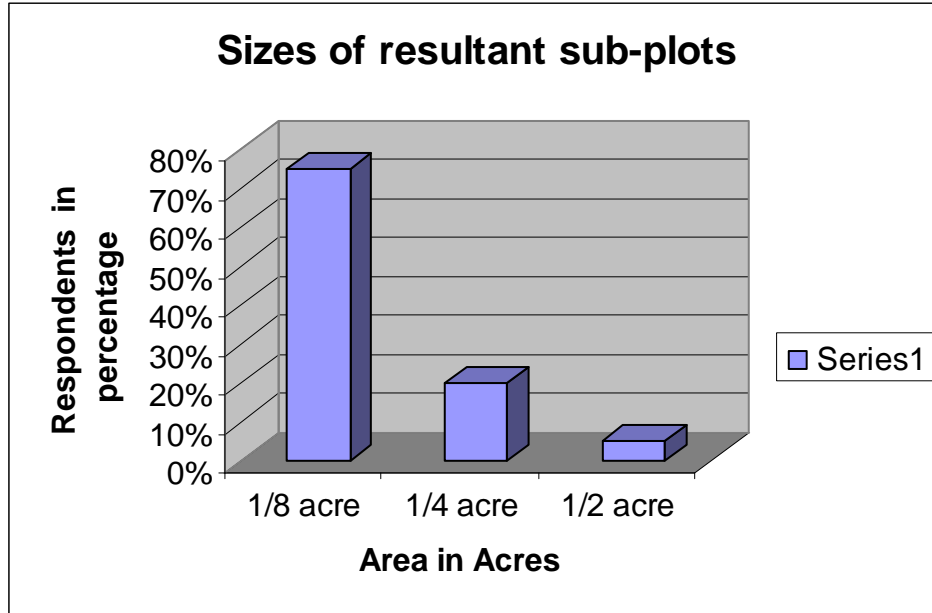 Sizes of resultant sub-plots
Respondents in
percentage
80%
70%
60%
50%
40%
30%
20%
10%
0%
1/8 acre 1/4 acre 1/2 acre
Area in Acres
Series1